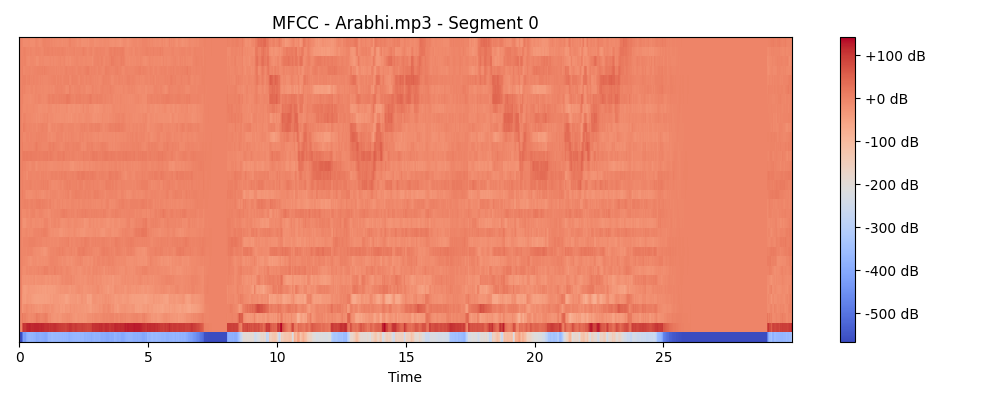 MFCC - Arabhi.mp3 - Segment 0
+100 dB
+0 dB
-100 dB
-200 dB
-300 dB
-400 dB
-500 dB
0 5 10 15 20 25
Time